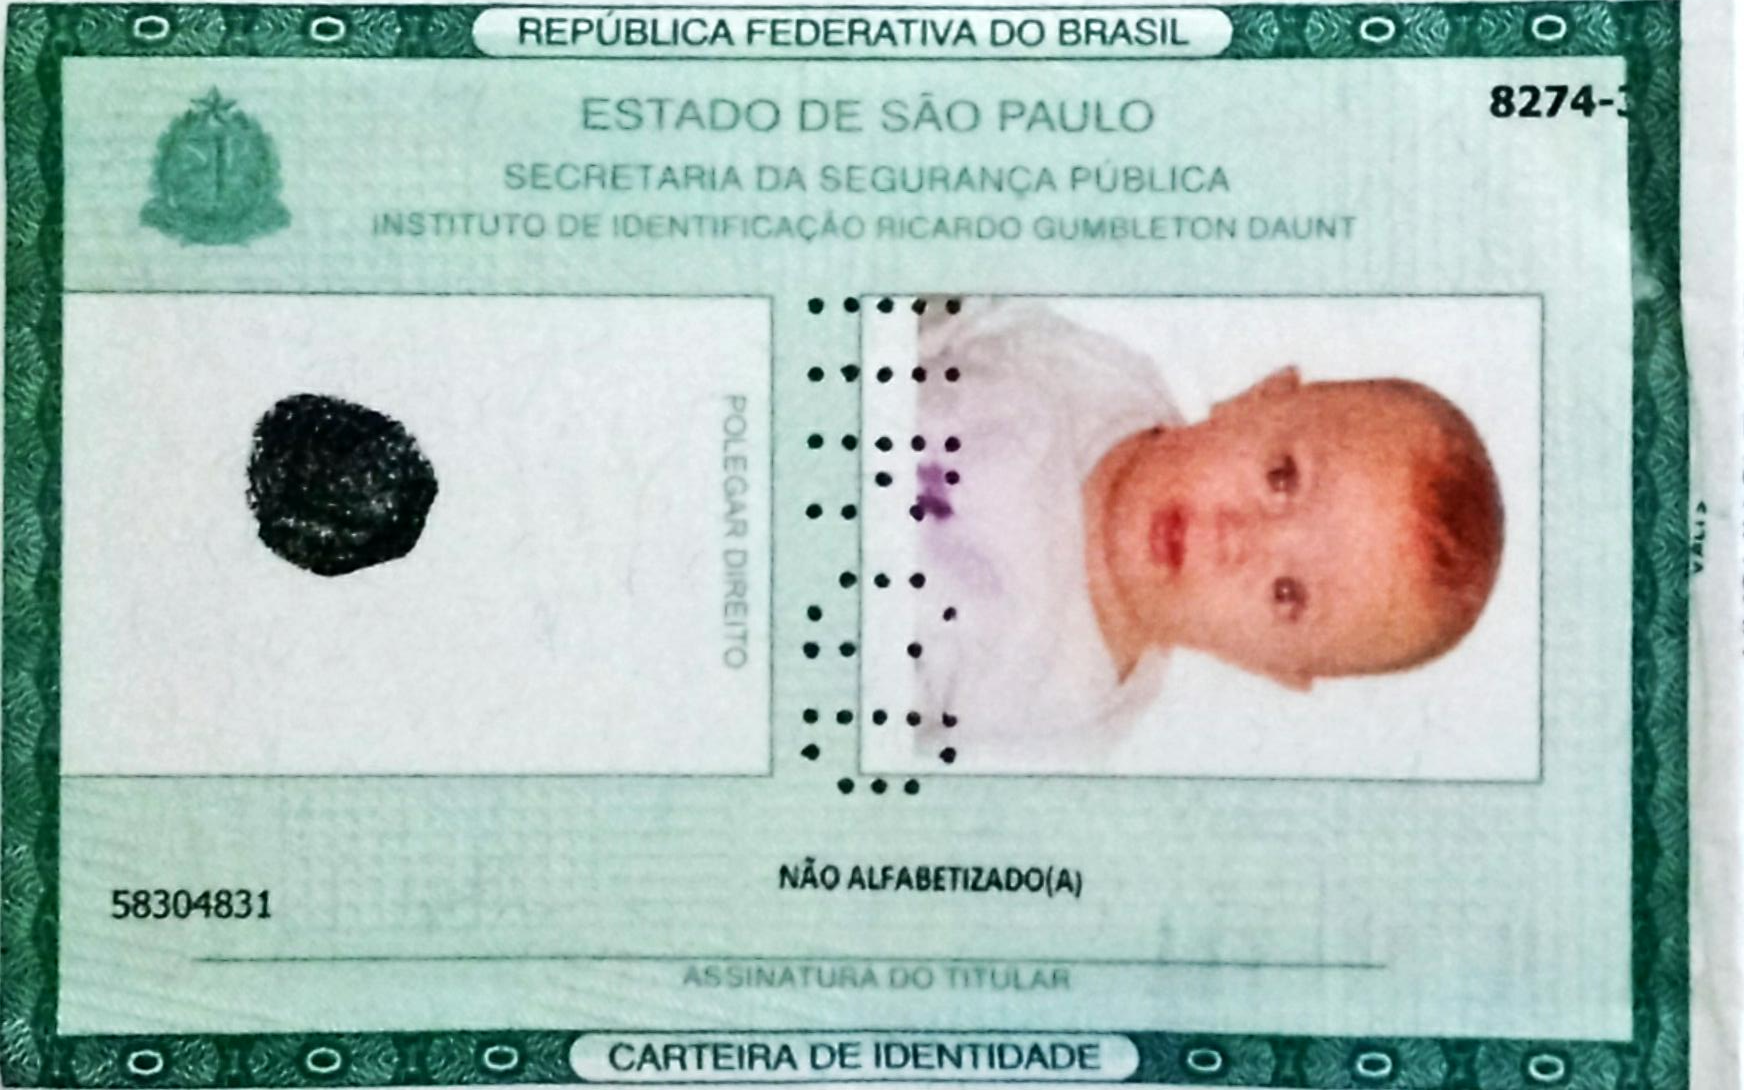 REPÚBLICA FEDERATIVA DO BRASIL
8274-
ESTADO DE SÃO PAULO
SECRETARIA DA SEGURANÇA PÚBLICA
INSTITUTO DE IDENTIFICAÇÃO RICARDO GUMBLETON DAUNT
POLEGAR DIREITO
NÃO ALFABETIZADO(A)
58304831
ASSINATURA DO TITULAR
CARTEIRA DE IDENTIDADE